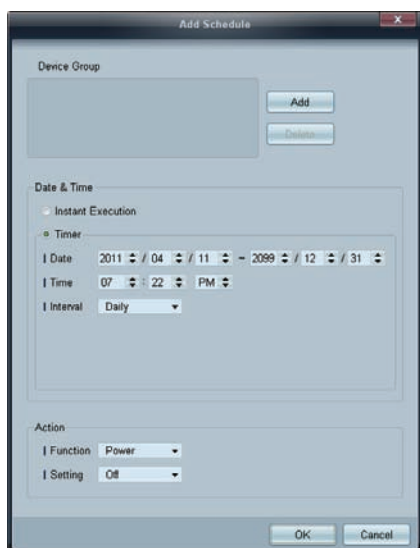 Add Schedule
x
Device Group
Add
Delete
Date & Time
Instant Execution
Timer
Date 2011 / 04 / 11 ~ 2099 / 12 / 31
Time 07 : 22 PM
Interval Daily
Action
Function Power
Setting Off
OK Cancel